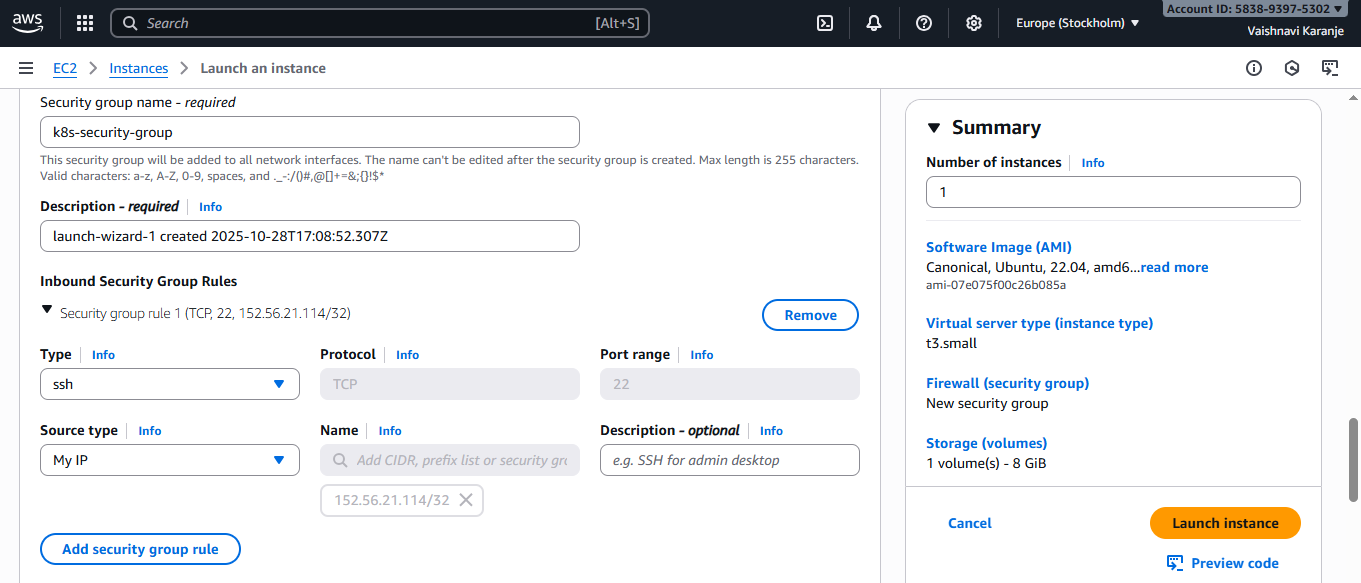 aws
Search [Alt+S]
Europe (Stockholm)
Account ID: 5838-9397-5302
Vaishnavi Karanje
EC2
Instances
Launch an instance
Security group name - required
k8s-security-group
This security group will be added to all network interfaces. The name can't be edited after the security group is created. Max length is 255 characters.
Valid characters: a-z, A-Z, 0-9, spaces, and ._-:/()#,@[]+=&;{}!$*
Description - required Info
launch-wizard-1 created 2025-10-28T17:08:52.307Z
Inbound Security Group Rules
Security group rule 1 (TCP, 22, 152.56.21.114/32)
Remove
Type Info
ssh
Protocol Info
TCP
Port range Info
22
Source type Info
My IP
Name Info
Add CIDR, prefix list or security gr
152.56.21.114/32
Description - optional Info
e.g. SSH for admin desktop
Add security group rule
Summary
Number of instances Info
1
Software Image (AMI)
Canonical, Ubuntu, 22.04, amd6...read more
ami-07e075f00c26b085a
Virtual server type (instance type)
t3.small
Firewall (security group)
New security group
Storage (volumes)
1 volume(s) - 8 GiB
Cancel
Launch instance
Preview code